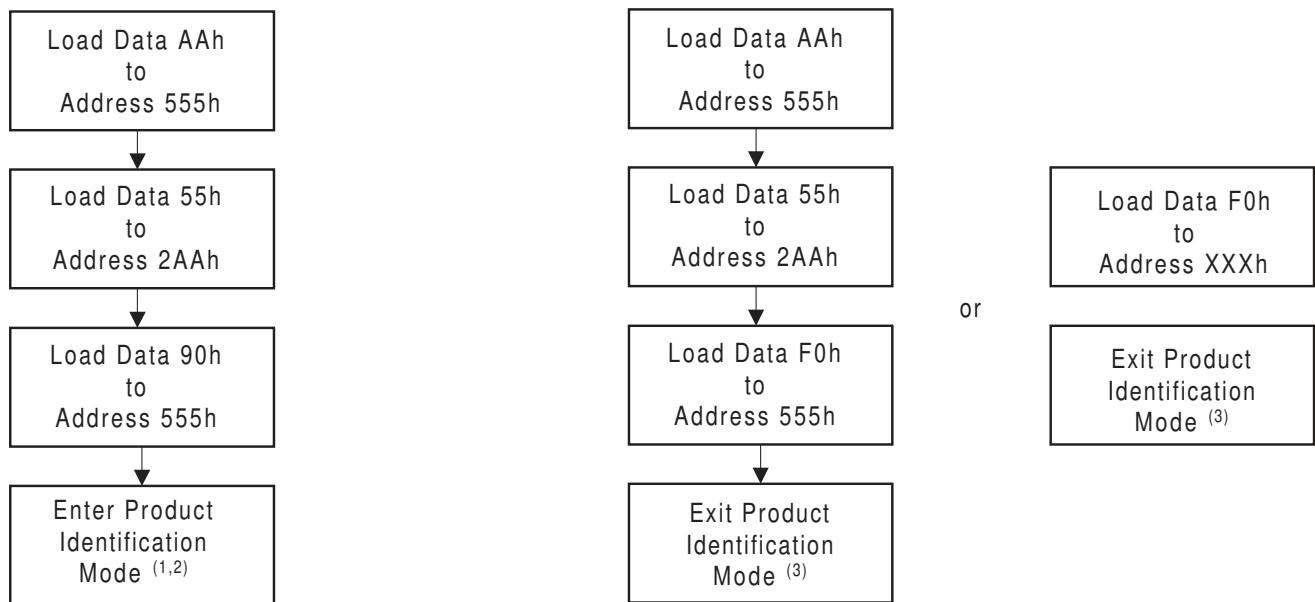 Load Data AAh
to
Address 555h
Load Data 55h
to
Address 2AAh
Load Data 90h
to
Address 555h
Enter Product
Identification
Mode (1,2)
Load Data AAh
to
Address 555h
Load Data 55h
to
Address 2AAh
Load Data F0h
to
Address 555h
Exit Product
Identification
Mode (3)
or
Load Data F0h
to
Address XXXh
Exit Product
Identification
Mode (3)